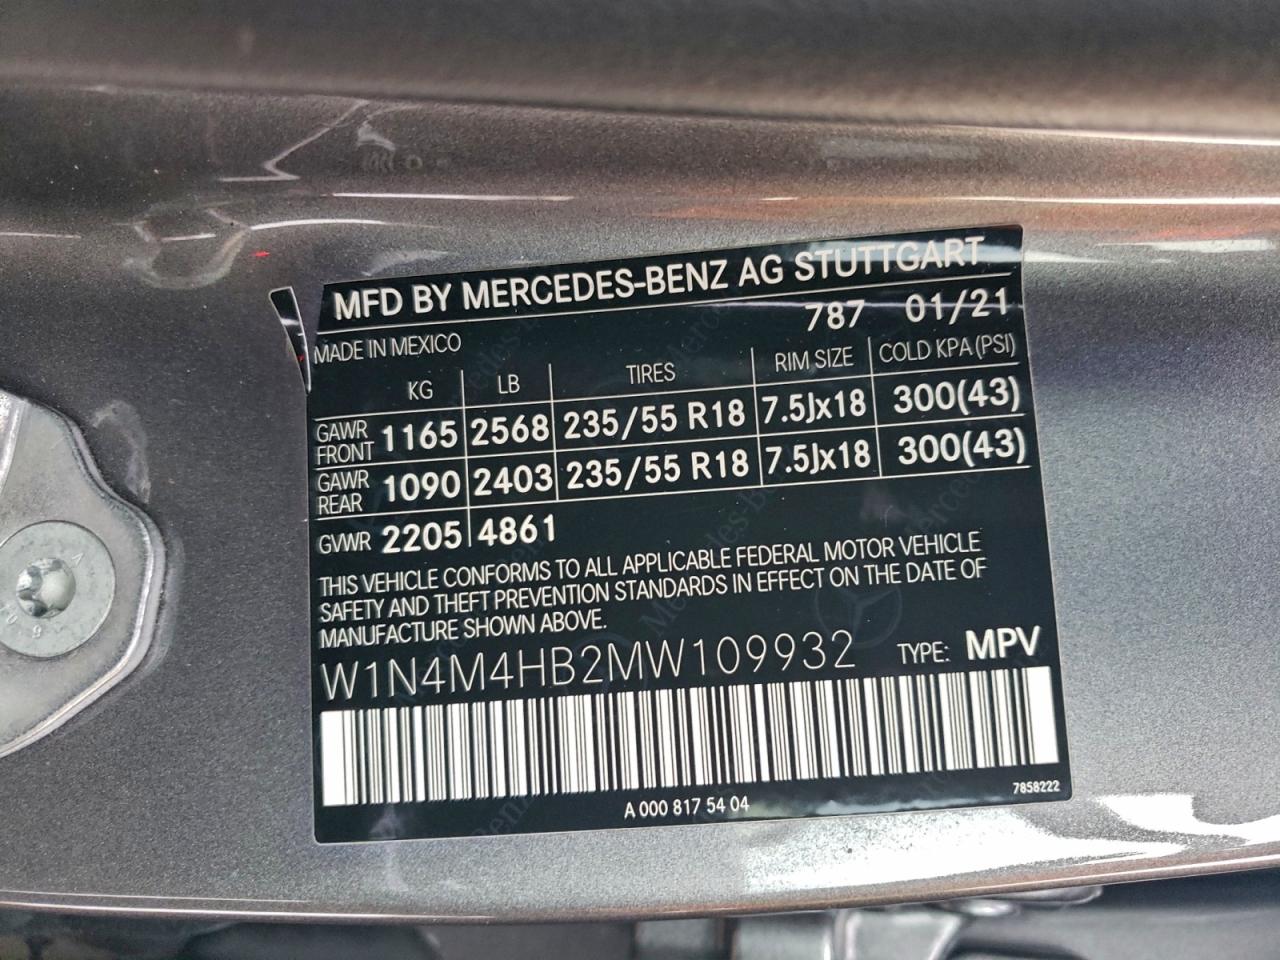 MFD BY MERCEDES-BENZ AG STUTTGART
787 01/21
MADE IN MEXICO
KG LB TIRES RIM SIZE COLD KPA (PSI)
GAWR FRONT 1165 2568 235/55 R18 7.5Jx18 300(43)
GAWR REAR 1090 2403 235/55 R18 7.5Jx18 300(43)
GVWR 2205 4861
THIS VEHICLE CONFORMS TO ALL APPLICABLE FEDERAL MOTOR VEHICLE
SAFETY AND THEFT PREVENTION STANDARDS IN EFFECT ON THE DATE OF
MANUFACTURE SHOWN ABOVE.
W1N4M4HB2MW109932 TYPE: MPV
A 000 817 54 04
7858222